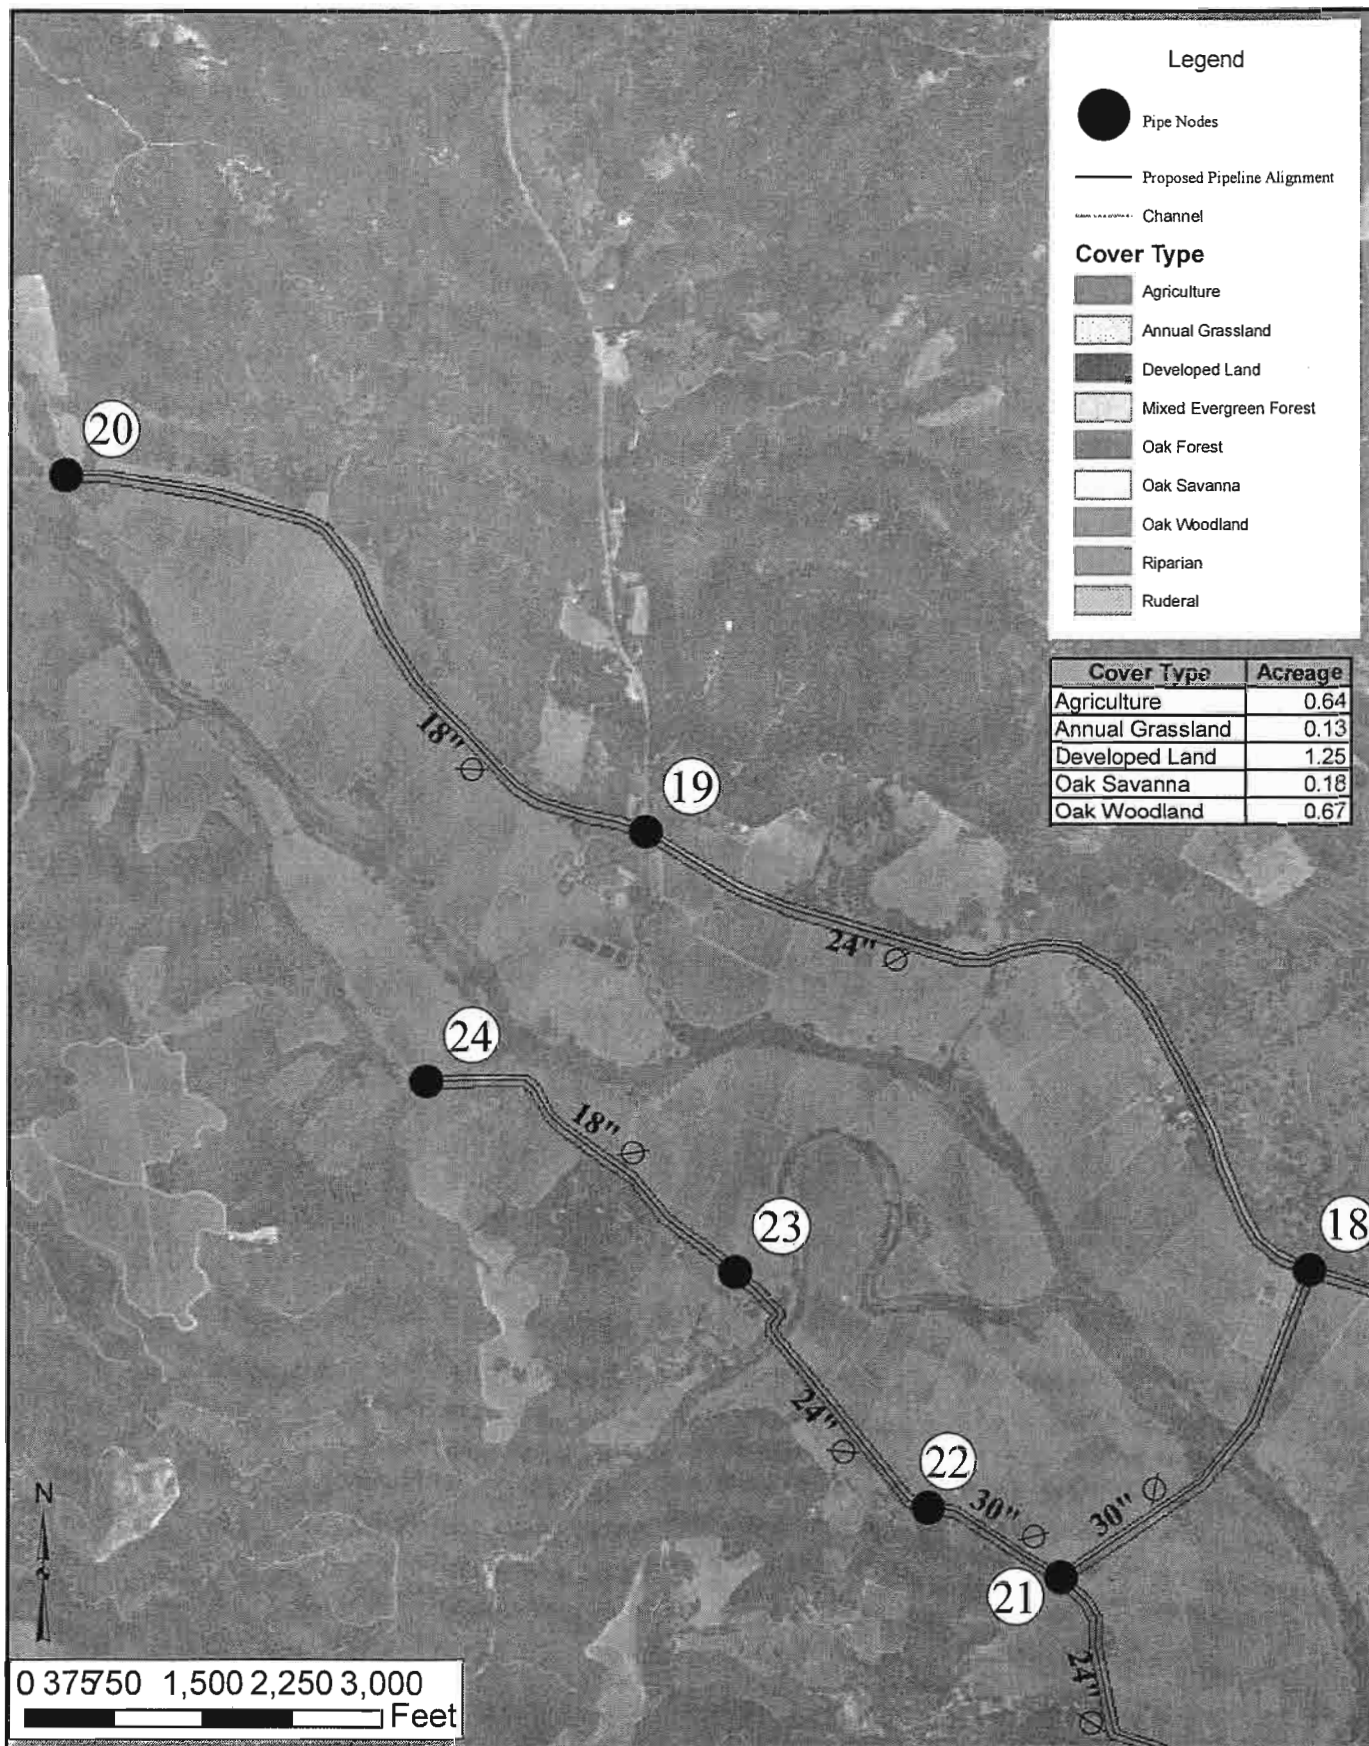 Legend
Pipe Nodes
Proposed Pipeline Alignment
Channel
Cover Type
Agriculture
Annual Grassland
Developed Land
Mixed Evergreen Forest
Oak Forest
Oak Savanna
Oak Woodland
Riparian
Ruderal
Cover Type Acreage
Agriculture 0.64
Annual Grassland 0.13
Developed Land 1.25
Oak Savanna 0.18
Oak Woodland 0.67
20
18" ∅
19
24" ∅
24
18" ∅
23
18
24" ∅
22
30" ∅
30" ∅
21
24" ∅
N
0 375 750 1,500 2,250 3,000
Feet